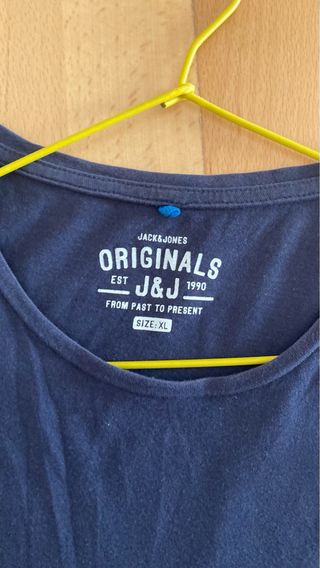 JACK&JONES
ORIGINALS
EST J&J 1990
FROM PAST TO PRESENT
SIZE: XL